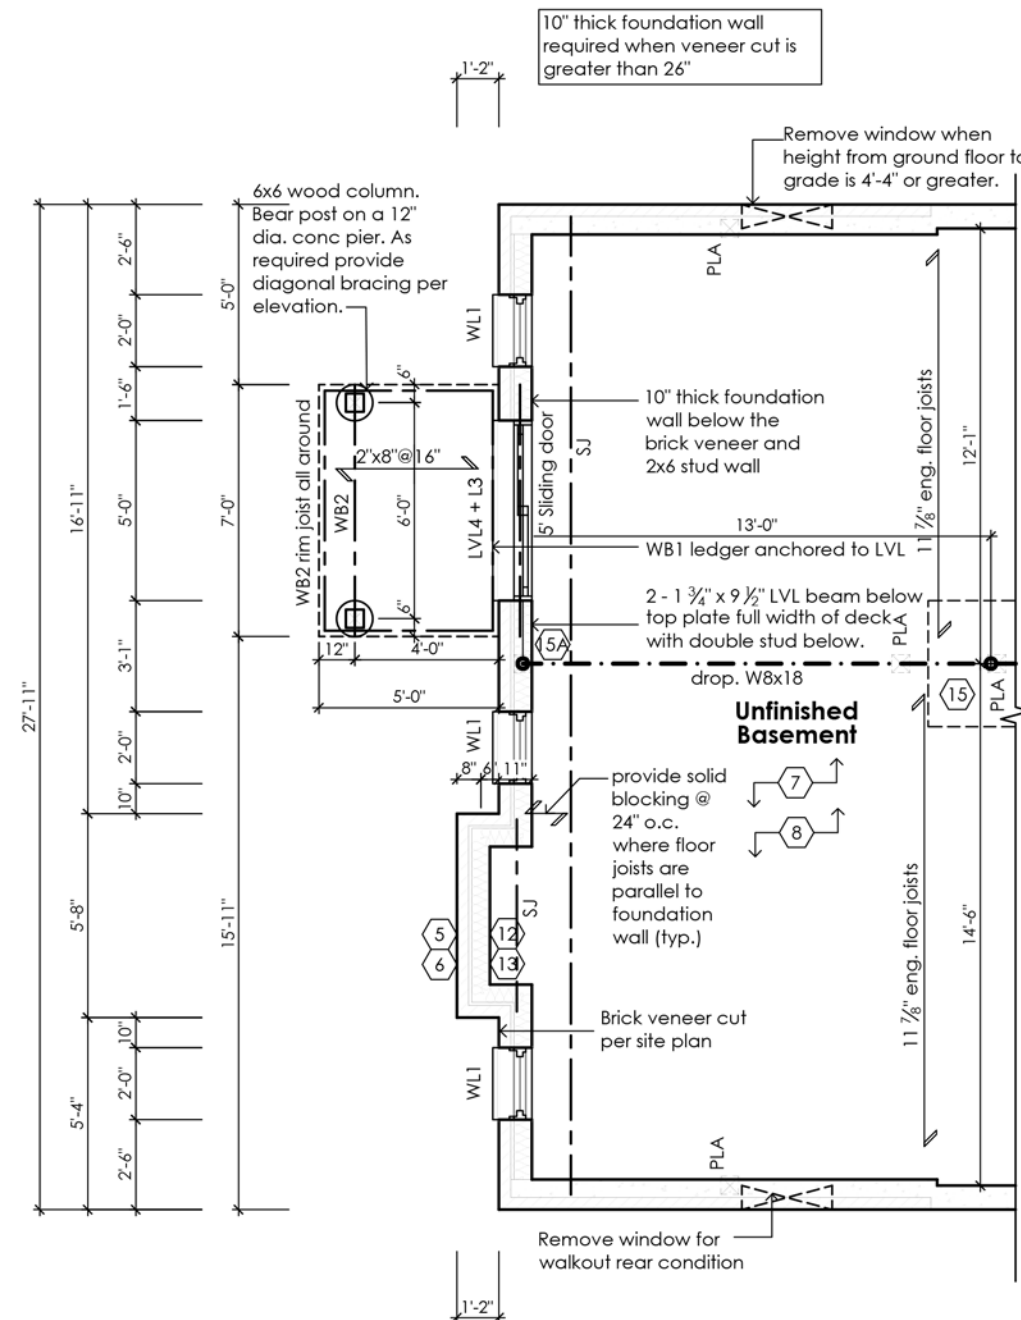 10" thick foundation wall
required when veneer cut is
greater than 26"
1'-2"
Remove window when
height from ground floor to
grade is 4'-4" or greater.
6x6 wood column.
Bear post on a 12"
dia. conc pier. As
required provide
diagonal bracing per
elevation.
27'-11"
16'-11"
5'-8"
5'-4"
2'-6"
2'-0"
1'-6"
5'-0"
3'-1"
2'-0"
10"
10"
2'-0"
2'-6"
5'-0"
7'-0"
15'-11"
WB2 rim joist all around
WB2
2"x8"@16"
6"
6'-0"
6"
LVL4 + L3
12"
4'-0"
5'-0"
WL1
5' Sliding door
SJ
PLA
10" thick foundation
wall below the
brick veneer and
2x6 stud wall
11 ⅞" eng. floor joists
12'-1"
13'-0"
WB1 ledger anchored to LVL
2 - 1 ¾" x 9 ½" LVL beam below
top plate full width of deck
with double stud below.
15A
PLA
drop. W8x18
15
PLA
Unfinished
Basement
WL1
8"
6"
11"
provide solid
blocking @
24" o.c.
where floor
joists are
parallel to
foundation
wall (typ.)
7
8
SJ
5
6
12
13
11 ⅞" eng. floor joists
14'-6"
Brick veneer cut
per site plan
WL1
PLA
Remove window for
walkout rear condition
1'-2"